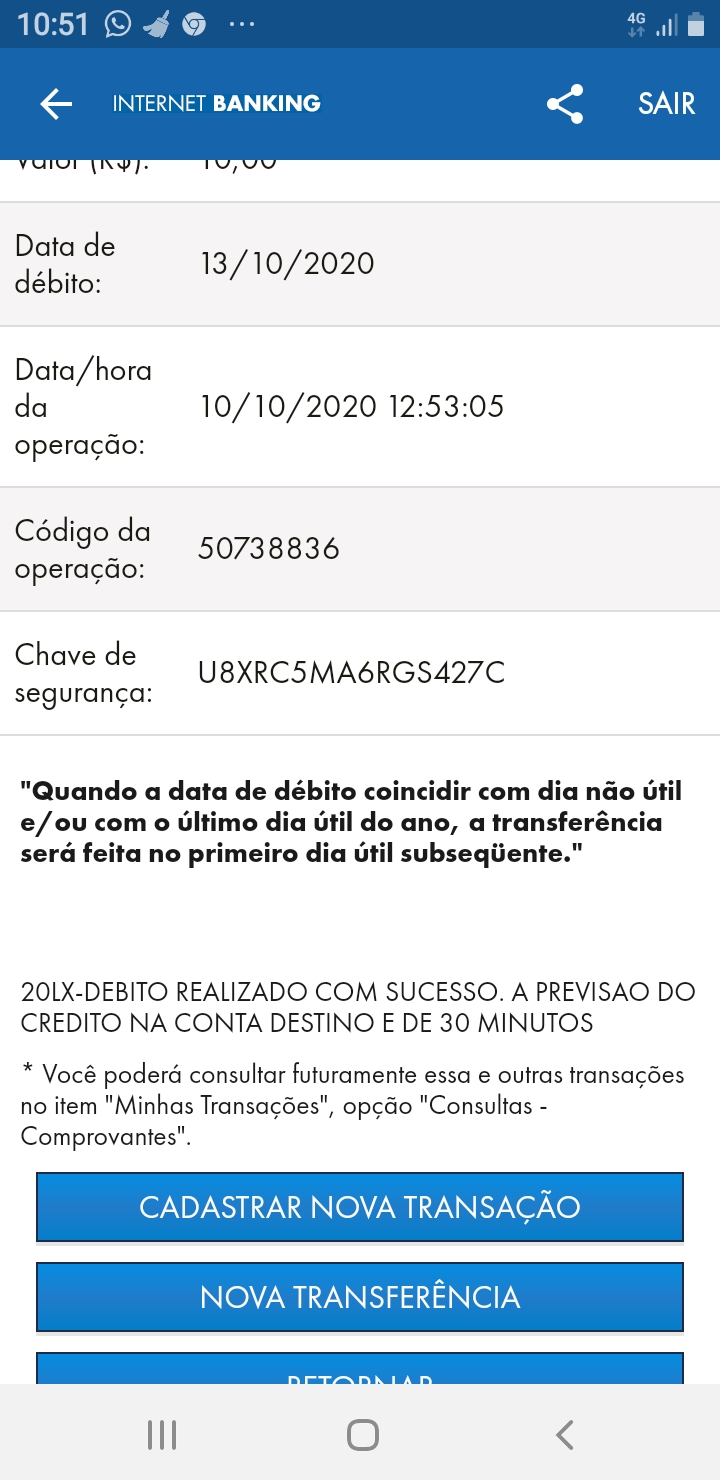 10:51
4G
INTERNET BANKING
SAIR
Valor (R$):
10,00
Data de
débito:
13/10/2020
Data/hora
da
operação:
10/10/2020 12:53:05
Código da
operação:
50738836
Chave de
segurança:
U8XRC5MA6RGS427C
"Quando a data de débito coincidir com dia não útil
e/ou com o último dia útil do ano, a transferência
será feita no primeiro dia útil subseqüente."
20LX-DEBITO REALIZADO COM SUCESSO. A PREVISAO DO
CREDITO NA CONTA DESTINO E DE 30 MINUTOS
* Você poderá consultar futuramente essa e outras transações
no item "Minhas Transações", opção "Consultas -
Comprovantes".
CADASTRAR NOVA TRANSAÇÃO
NOVA TRANSFERÊNCIA
RETORNAR